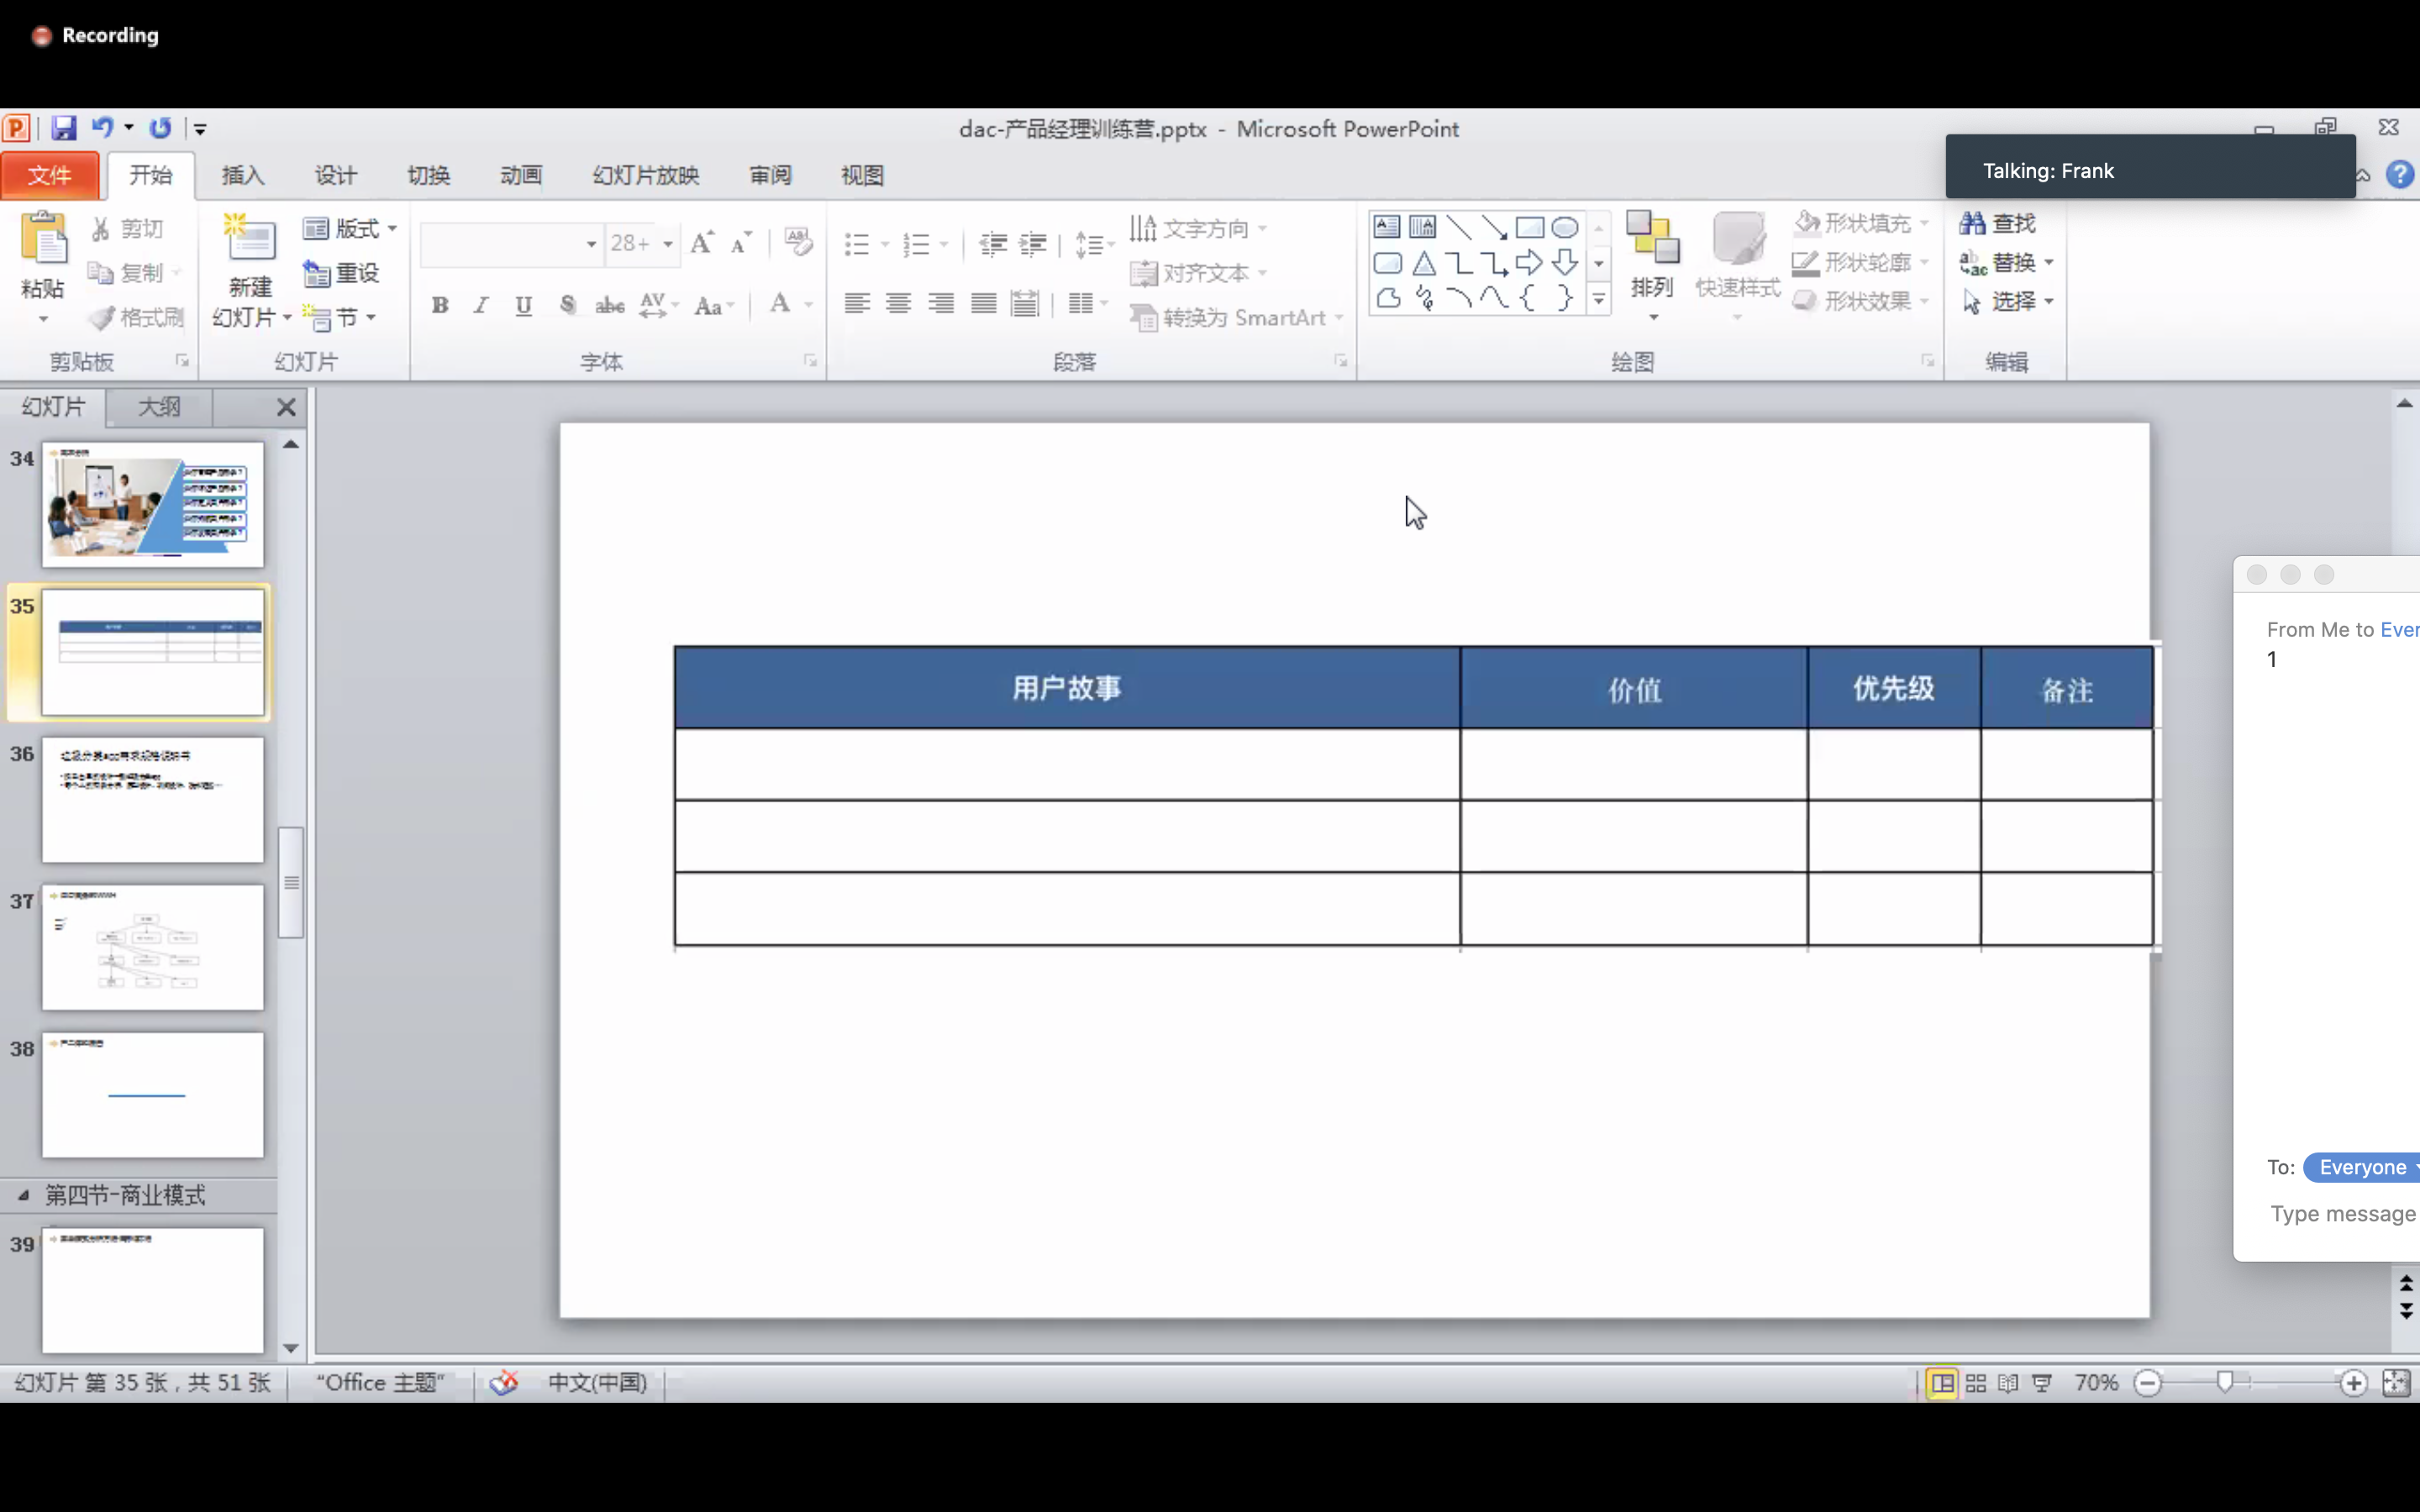 Recording
dac-产品经理训练营.pptx - Microsoft PowerPoint
Talking: Frank
文件 开始 插入 设计 切换 动画 幻灯片放映 审阅 视图
粘贴
剪切
复制
格式刷
剪贴板
新建
幻灯片
版式
重设
节
幻灯片
28+
字体
文字方向
对齐文本
转换为 SmartArt
段落
排列
快速样式
形状填充
形状轮廓
形状效果
绘图
查找
替换
选择
编辑
幻灯片 大纲
34
35
36
37
38
第四节-商业模式
39
用户故事 价值 优先级 备注
From Me to Ever
1
To: Everyone
Type message
幻灯片 第 35 张，共 51 张 “Office 主题” 中文(中国) 70%